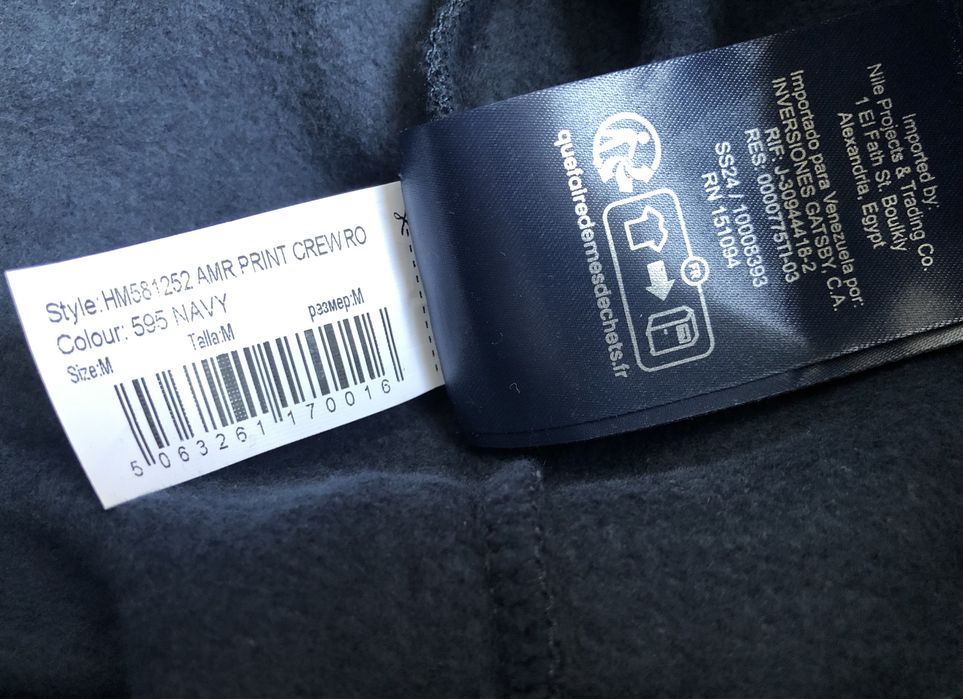 Style:HM581252 AMR PRINT CREW RO
Colour: 595 NAVY
Size:M
Talla:M
размер:M
5063261170016
Imported by:
Nile Projects & Trading Co.
1 El Fath St. Boulkly
Alexandria, Egypt
Importado para Venezuela por:
INVERSIONES GATSBY, C.A.
RIF: J-30944418-2
RES: 0000775TI-03
SS24 / 10008393
RN 151094
FR
quefairedemesdechets.fr